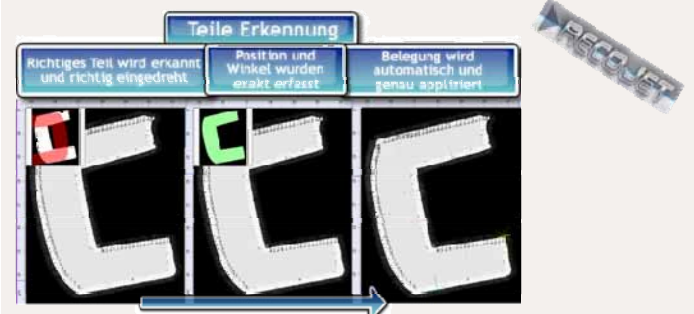 Teile Erkennung
Richtiges Teil wird erkannt
und richtig eingedreht
Position und
Winkel wurden
exakt erfasst
Belegung wird
automatisch und
genau appliziert
RECOJET